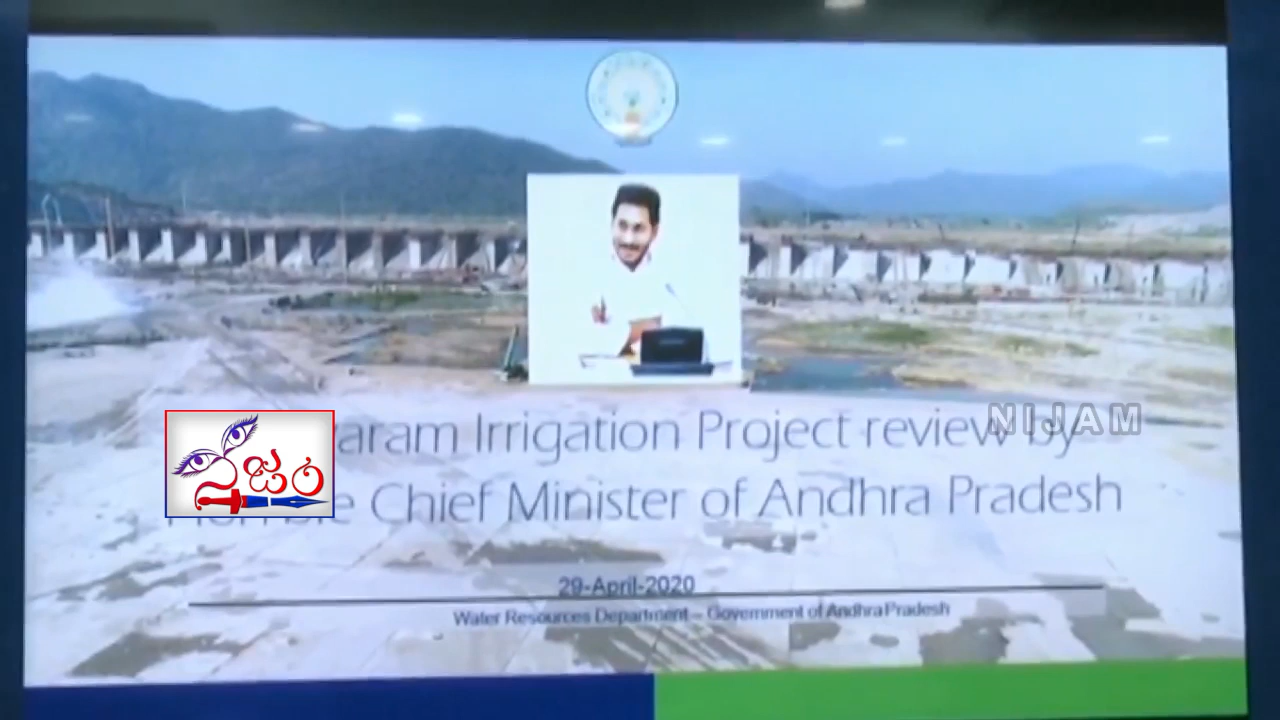 నిజం
NIJAM
aram Irrigation Project review by
Chief Minister of Andhra Pradesh
29-April-2020
Water Resources Department – Government of Andhra Pradesh